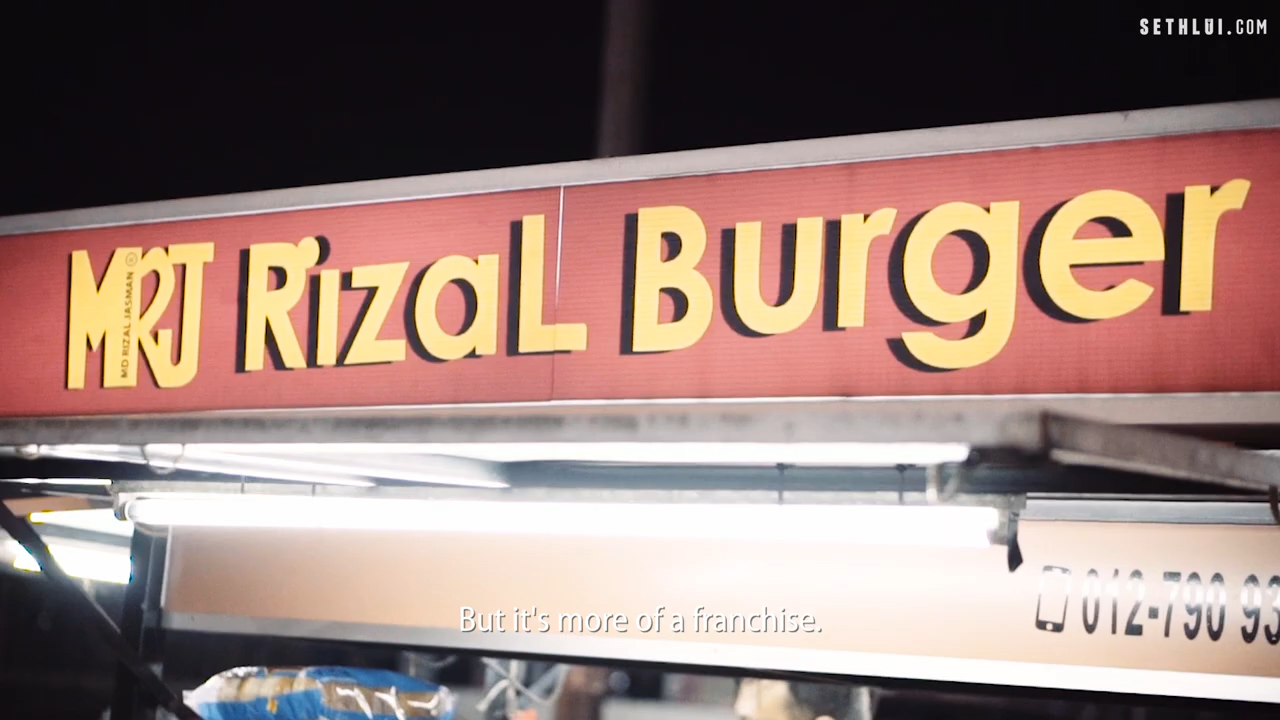 SETHLUI.COM
MRJ RizaL Burger
MD RIZAL JASMAN ®
012-790 93
But it's more of a franchise.